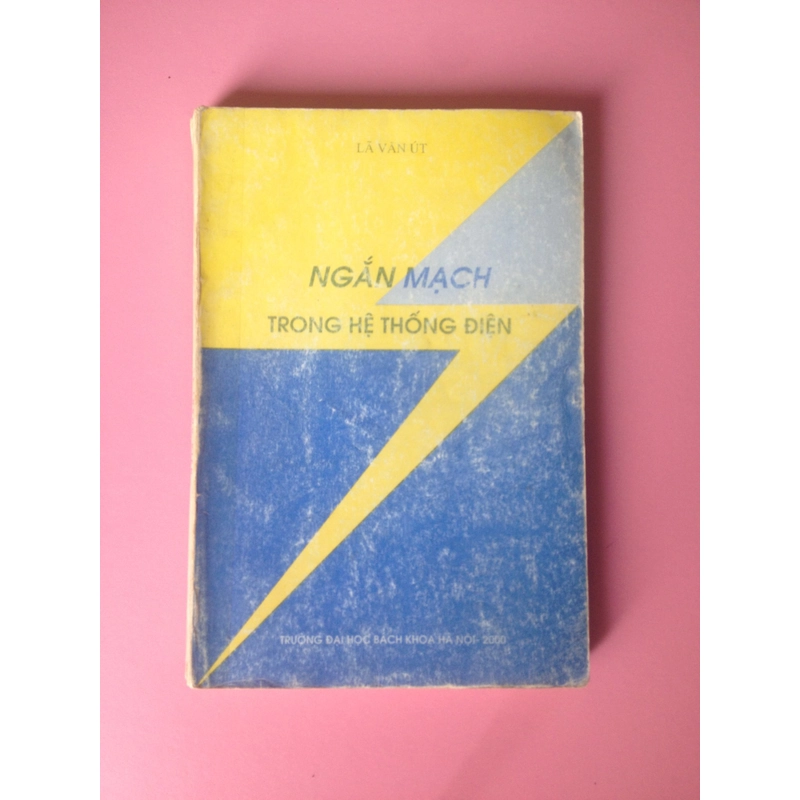 LÃ VĂN ÚT
NGẮN MẠCH
TRONG HỆ THỐNG ĐIỆN
TRƯỜNG ĐẠI HỌC BÁCH KHOA HÀ NỘI - 2000